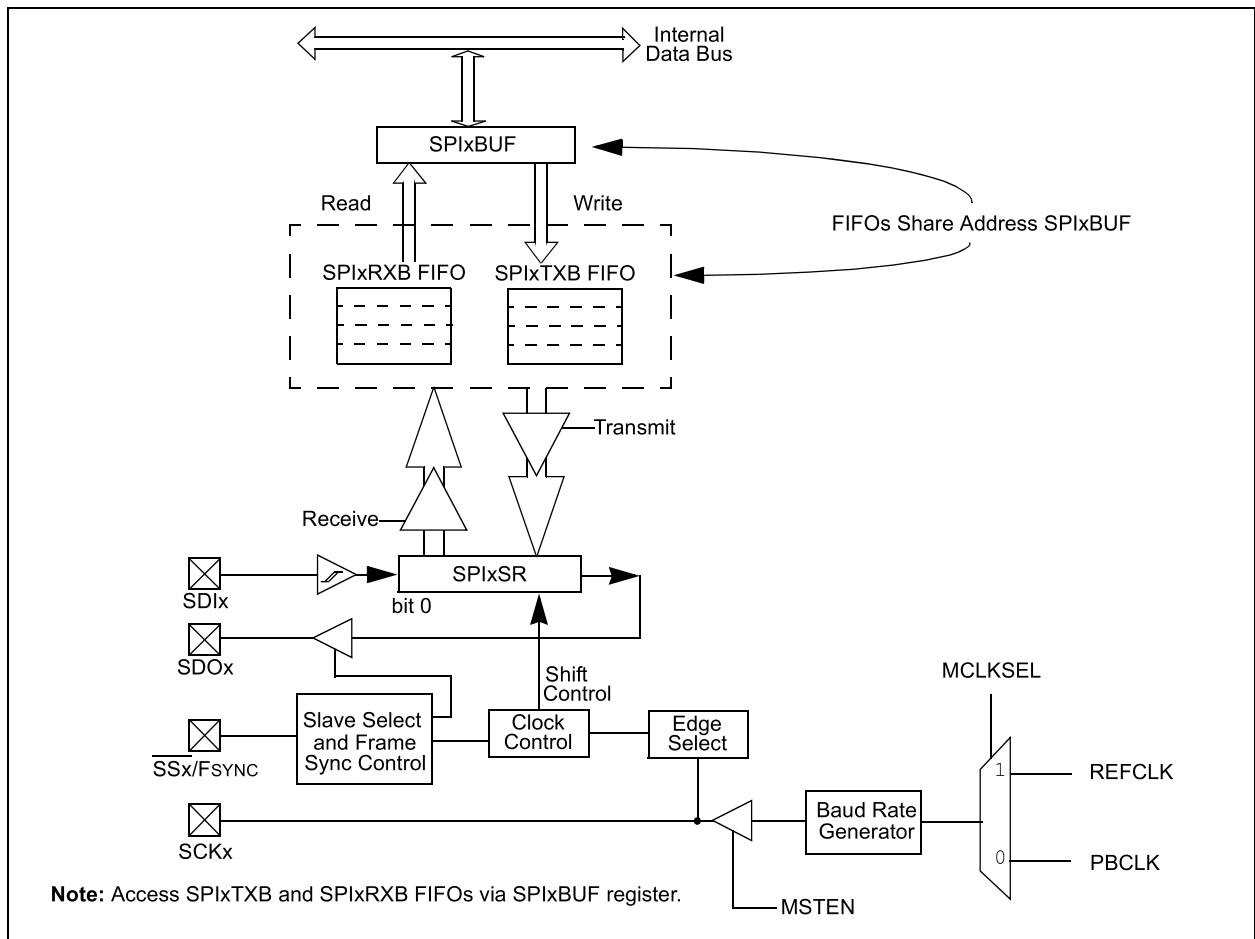 Internal
Data Bus
SPIxBUF
Read
Write
FIFOs Share Address SPIxBUF
SPIxRXB FIFO
SPIxTXB FIFO
Transmit
Receive
SPIxSR
SDIx
bit 0
SDOx
Shift
Control
MCLKSEL
Slave Select
and Frame
Sync Control
Clock
Control
Edge
Select
SSx/FSYNC
1
REFCLK
Baud Rate
Generator
SCKx
0
PBCLK
Note: Access SPIxTXB and SPIxRXB FIFOs via SPIxBUF register.
MSTEN